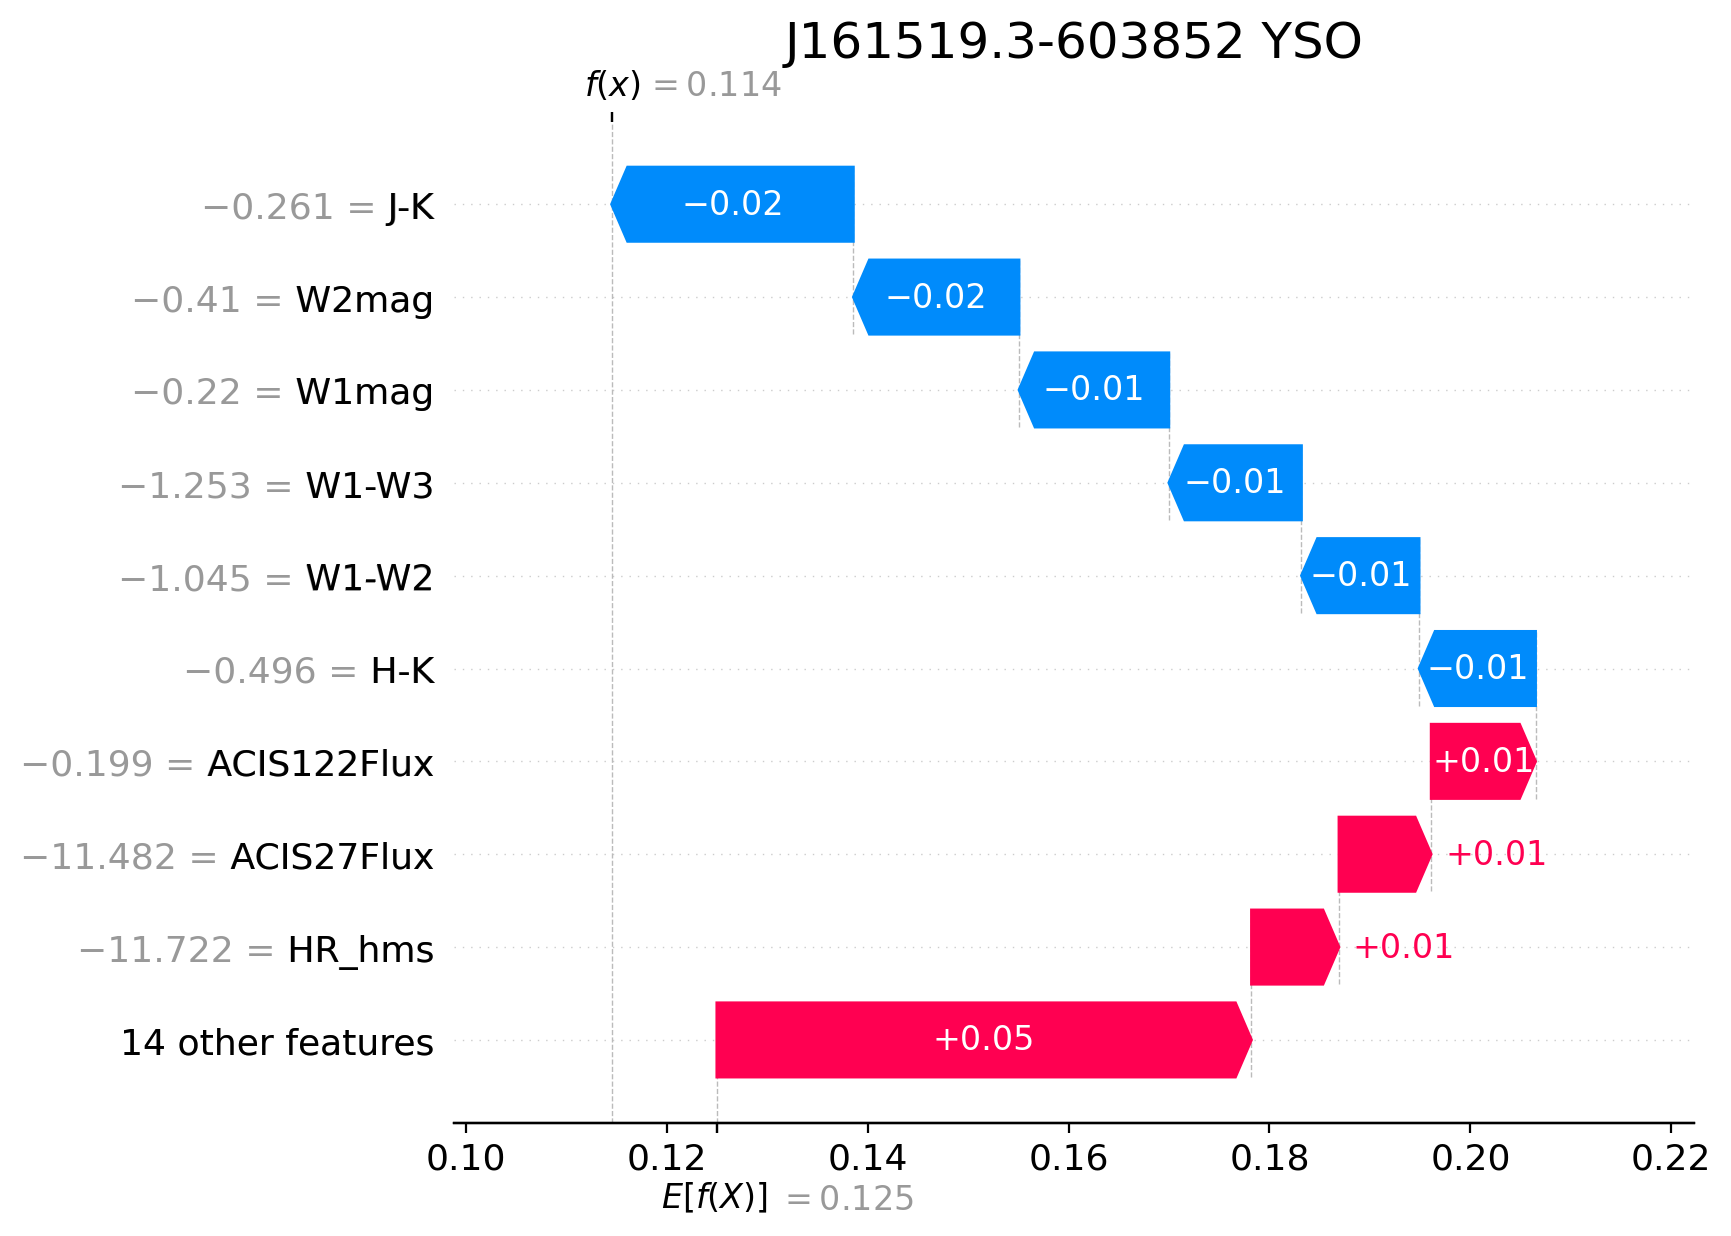 J161519.3-603852 YSO
f(x) = 0.114
−0.261 = J-K
−0.02
−0.41 = W2mag
−0.02
−0.22 = W1mag
−0.01
−1.253 = W1-W3
−0.01
−1.045 = W1-W2
−0.01
−0.496 = H-K
−0.01
−0.199 = ACIS122Flux
+0.01
−11.482 = ACIS27Flux
+0.01
−11.722 = HR_hms
+0.01
14 other features
+0.05
0.10 0.12 0.14 0.16 0.18 0.20 0.22
E[f(X)] = 0.125